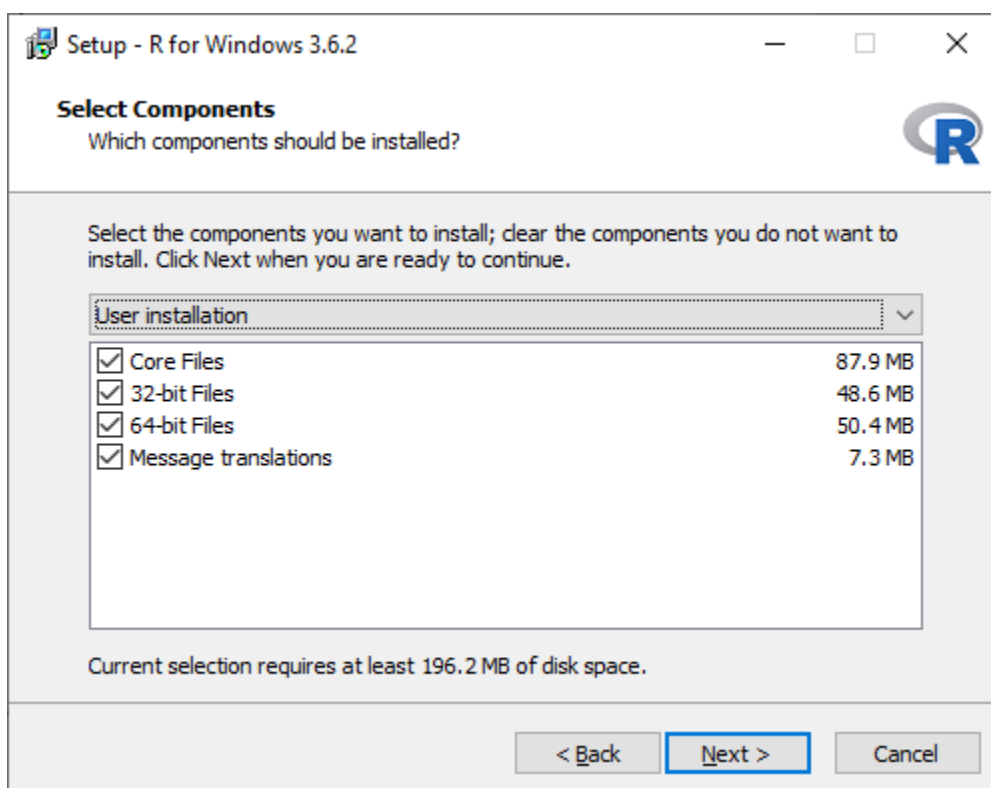 Setup - R for Windows 3.6.2
Select Components
Which components should be installed?
R
Select the components you want to install; clear the components you do not want to
install. Click Next when you are ready to continue.
User installation
Core Files 87.9 MB
32-bit Files 48.6 MB
64-bit Files 50.4 MB
Message translations 7.3 MB
Current selection requires at least 196.2 MB of disk space.
< Back Next > Cancel